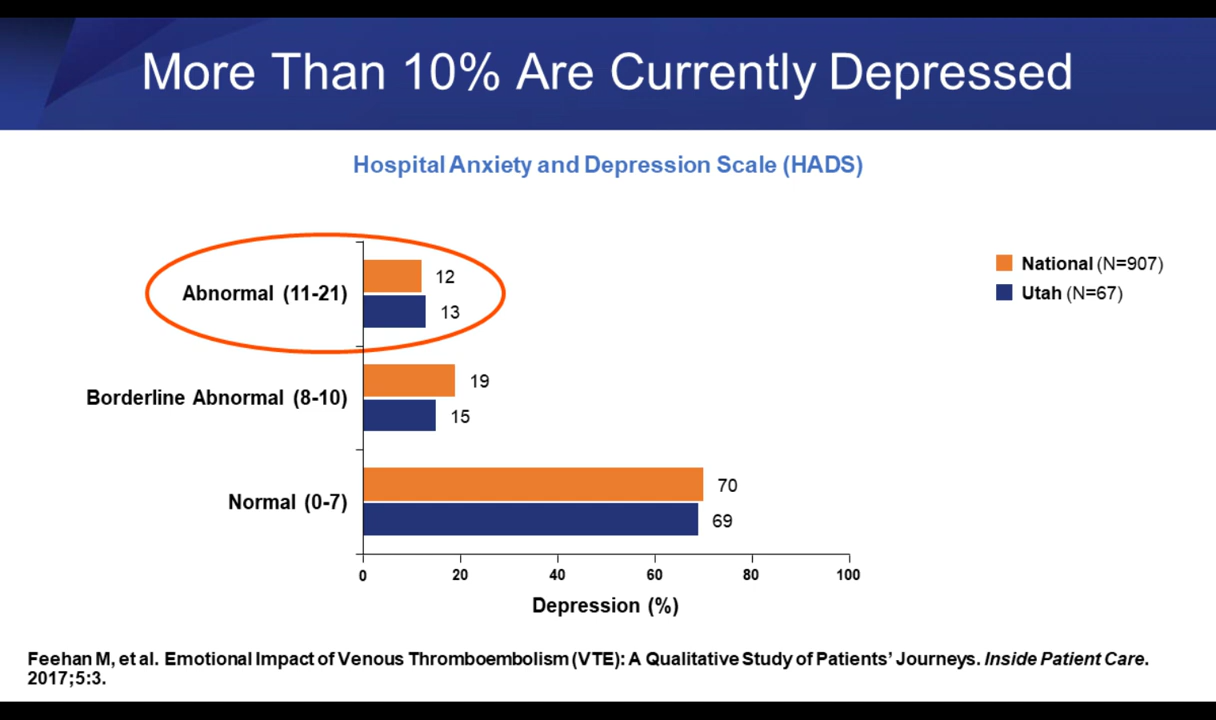 More Than 10% Are Currently Depressed
Hospital Anxiety and Depression Scale (HADS)
National (N=907)
Utah (N=67)
Abnormal (11-21)
12
13
Borderline Abnormal (8-10)
19
15
Normal (0-7)
70
69
0 20 40 60 80 100
Depression (%)
Feehan M, et al. Emotional Impact of Venous Thromboembolism (VTE): A Qualitative Study of Patients’ Journeys. Inside Patient Care.
2017;5:3.